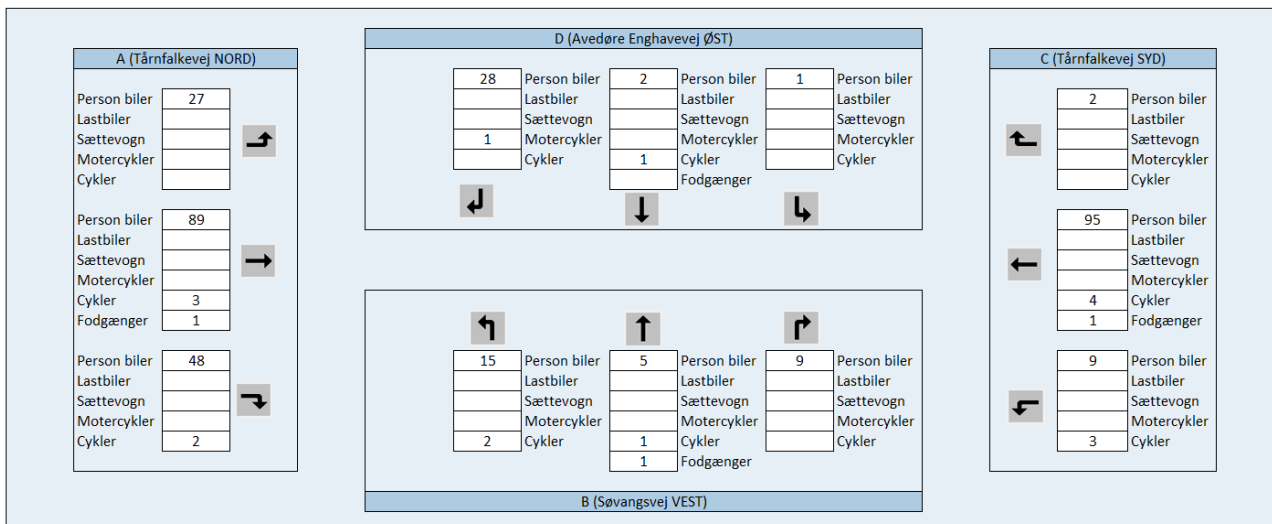 A (Tårnfalkevej NORD)
Person biler 27
Lastbiler
Sættevogn
Motercykler
Cykler
Person biler 89
Lastbiler
Sættevogn
Motercykler
Cykler 3
Fodgænger 1
Person biler 48
Lastbiler
Sættevogn
Motercykler
Cykler 2
D (Avedøre Enghavevej ØST)
28 Person biler 2 Person biler 1 Person biler
Lastbiler Lastbiler Lastbiler
Sættevogn Sættevogn Sættevogn
1 Motercykler Motercykler Motercykler
Cykler 1 Cykler Cykler
Fodgænger
15 Person biler 5 Person biler 9 Person biler
Lastbiler Lastbiler Lastbiler
Sættevogn Sættevogn Sættevogn
Motercykler Motercykler Motercykler
2 Cykler 1 Cykler Cykler
1 Fodgænger
B (Søvangsvej VEST)
C (Tårnfalkevej SYD)
2 Person biler
Lastbiler
Sættevogn
Motercykler
Cykler
95 Person biler
Lastbiler
Sættevogn
Motercykler
4 Cykler
1 Fodgænger
9 Person biler
Lastbiler
Sættevogn
Motercykler
3 Cykler